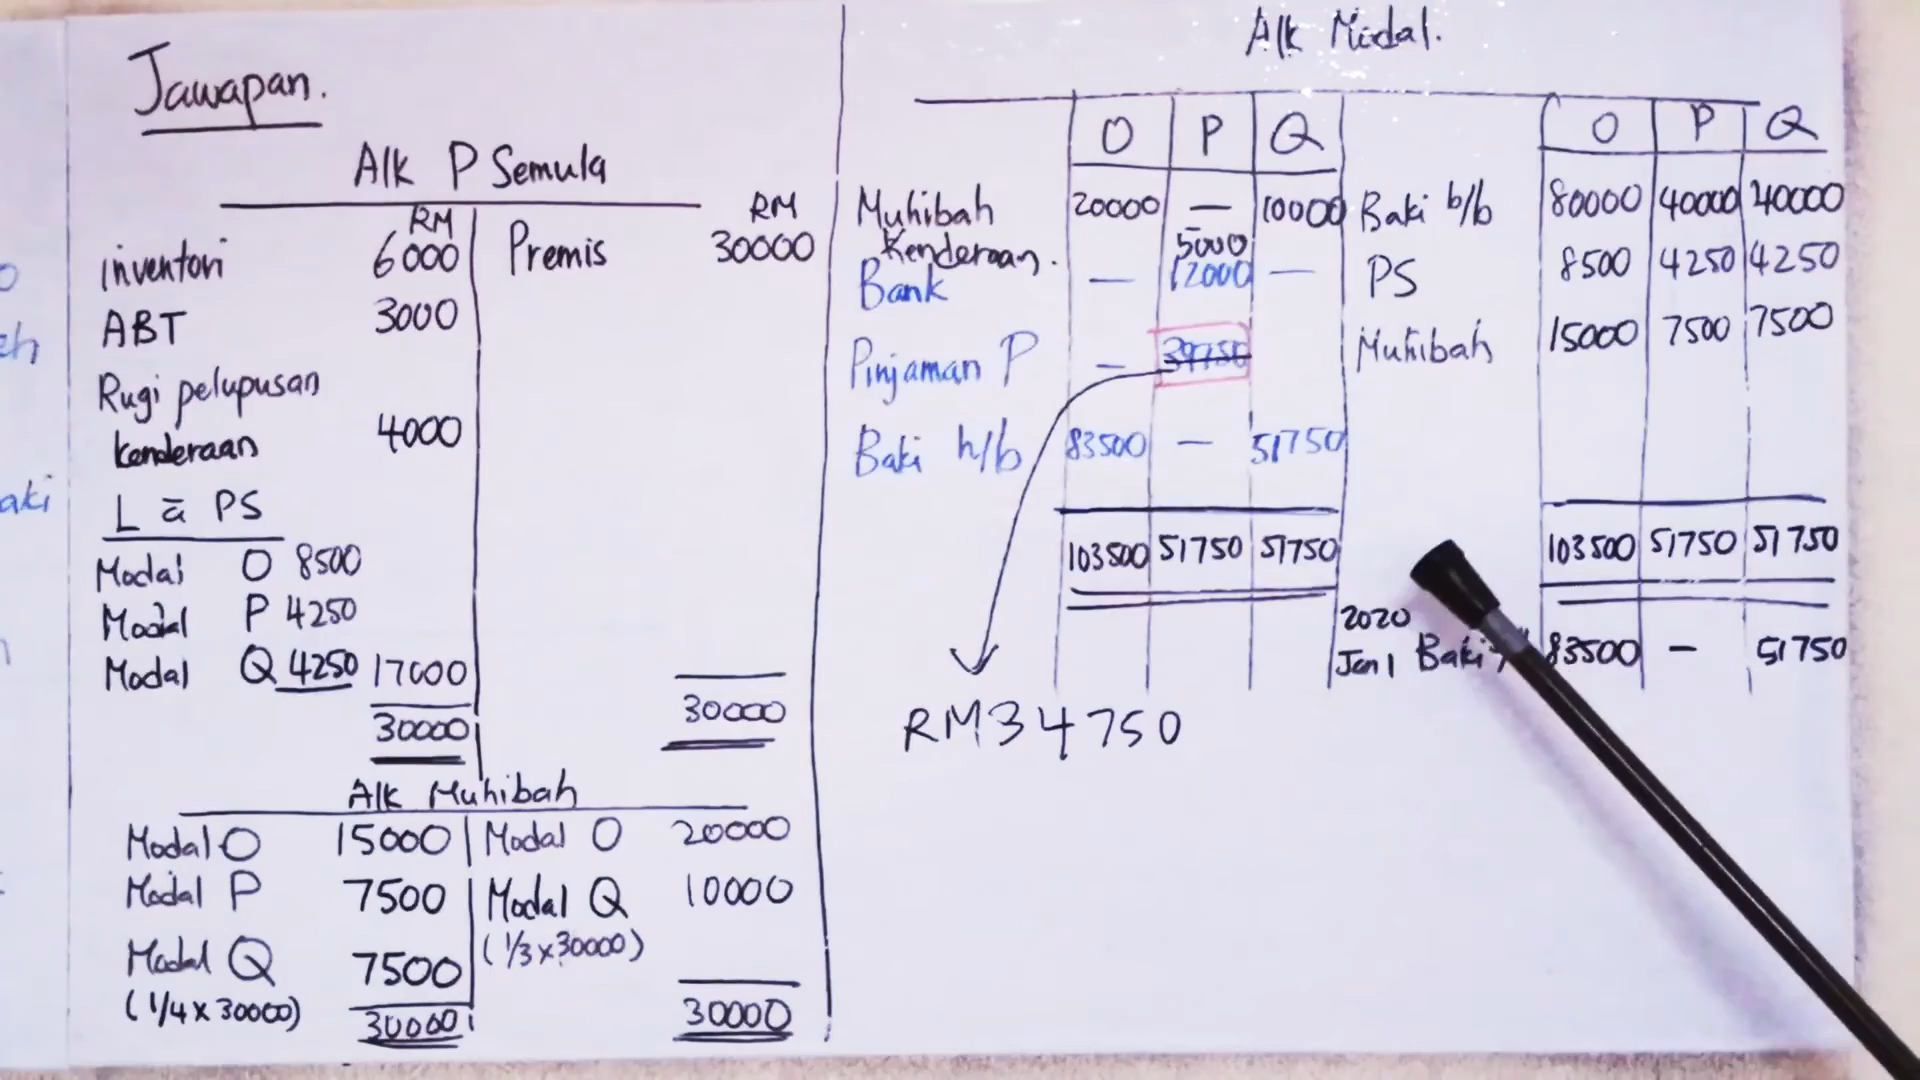 Jawapan.
Alk P Semula
RM RM
inventori 6000 Premis 30000
ABT 3000
Rugi pelupusan
kenderaan 4000
L ā PS
Modal O 8500
Modal P 4250
Modal Q 4250 17000
30000 30000
Alk Muhibah
Modal O 15000 Modal O 20000
Modal P 7500 Modal Q 10000
(1/3 x 30000)
Modal Q 7500
(1/4 x 30000) 30000 30000
Alk Modal.
O P Q O P Q
Muhibah 20000 — 10000 Baki b/b 80000 40000 40000
Kenderaan. 5000
Bank — 12000 — PS 8500 4250 4250
Pinjaman P — 39750 Muhibah 15000 7500 7500
Baki h/b 83500 — 51750
103500 51750 51750 103500 51750 51750
2020
Jan 1 Baki 83500 — 51750
RM34750
aki